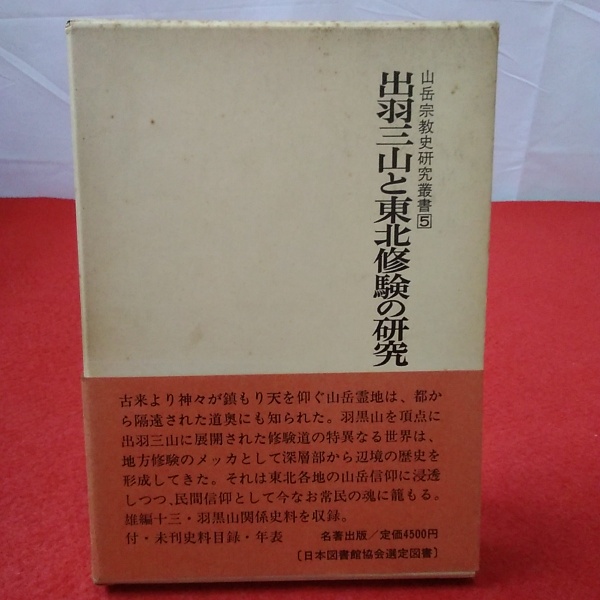 山岳宗教史研究叢書5
出羽三山と東北修験の研究
古来より神々が鎮もり天を仰ぐ山岳霊地は、都か
ら隔遠された道奥にも知られた。羽黒山を頂点に
出羽三山に展開された修験道の特異なる世界は、
地方修験のメッカとして深層部から辺境の歴史を
形成してきた。それは東北各地の山岳信仰に浸透
しつつ、民間信仰として今なお常民の魂に籠もる。
雄編十三・羽黒山関係史料を収録。
付・未刊史料目録・年表
名著出版／定価4500円
〔日本図書館協会選定図書〕